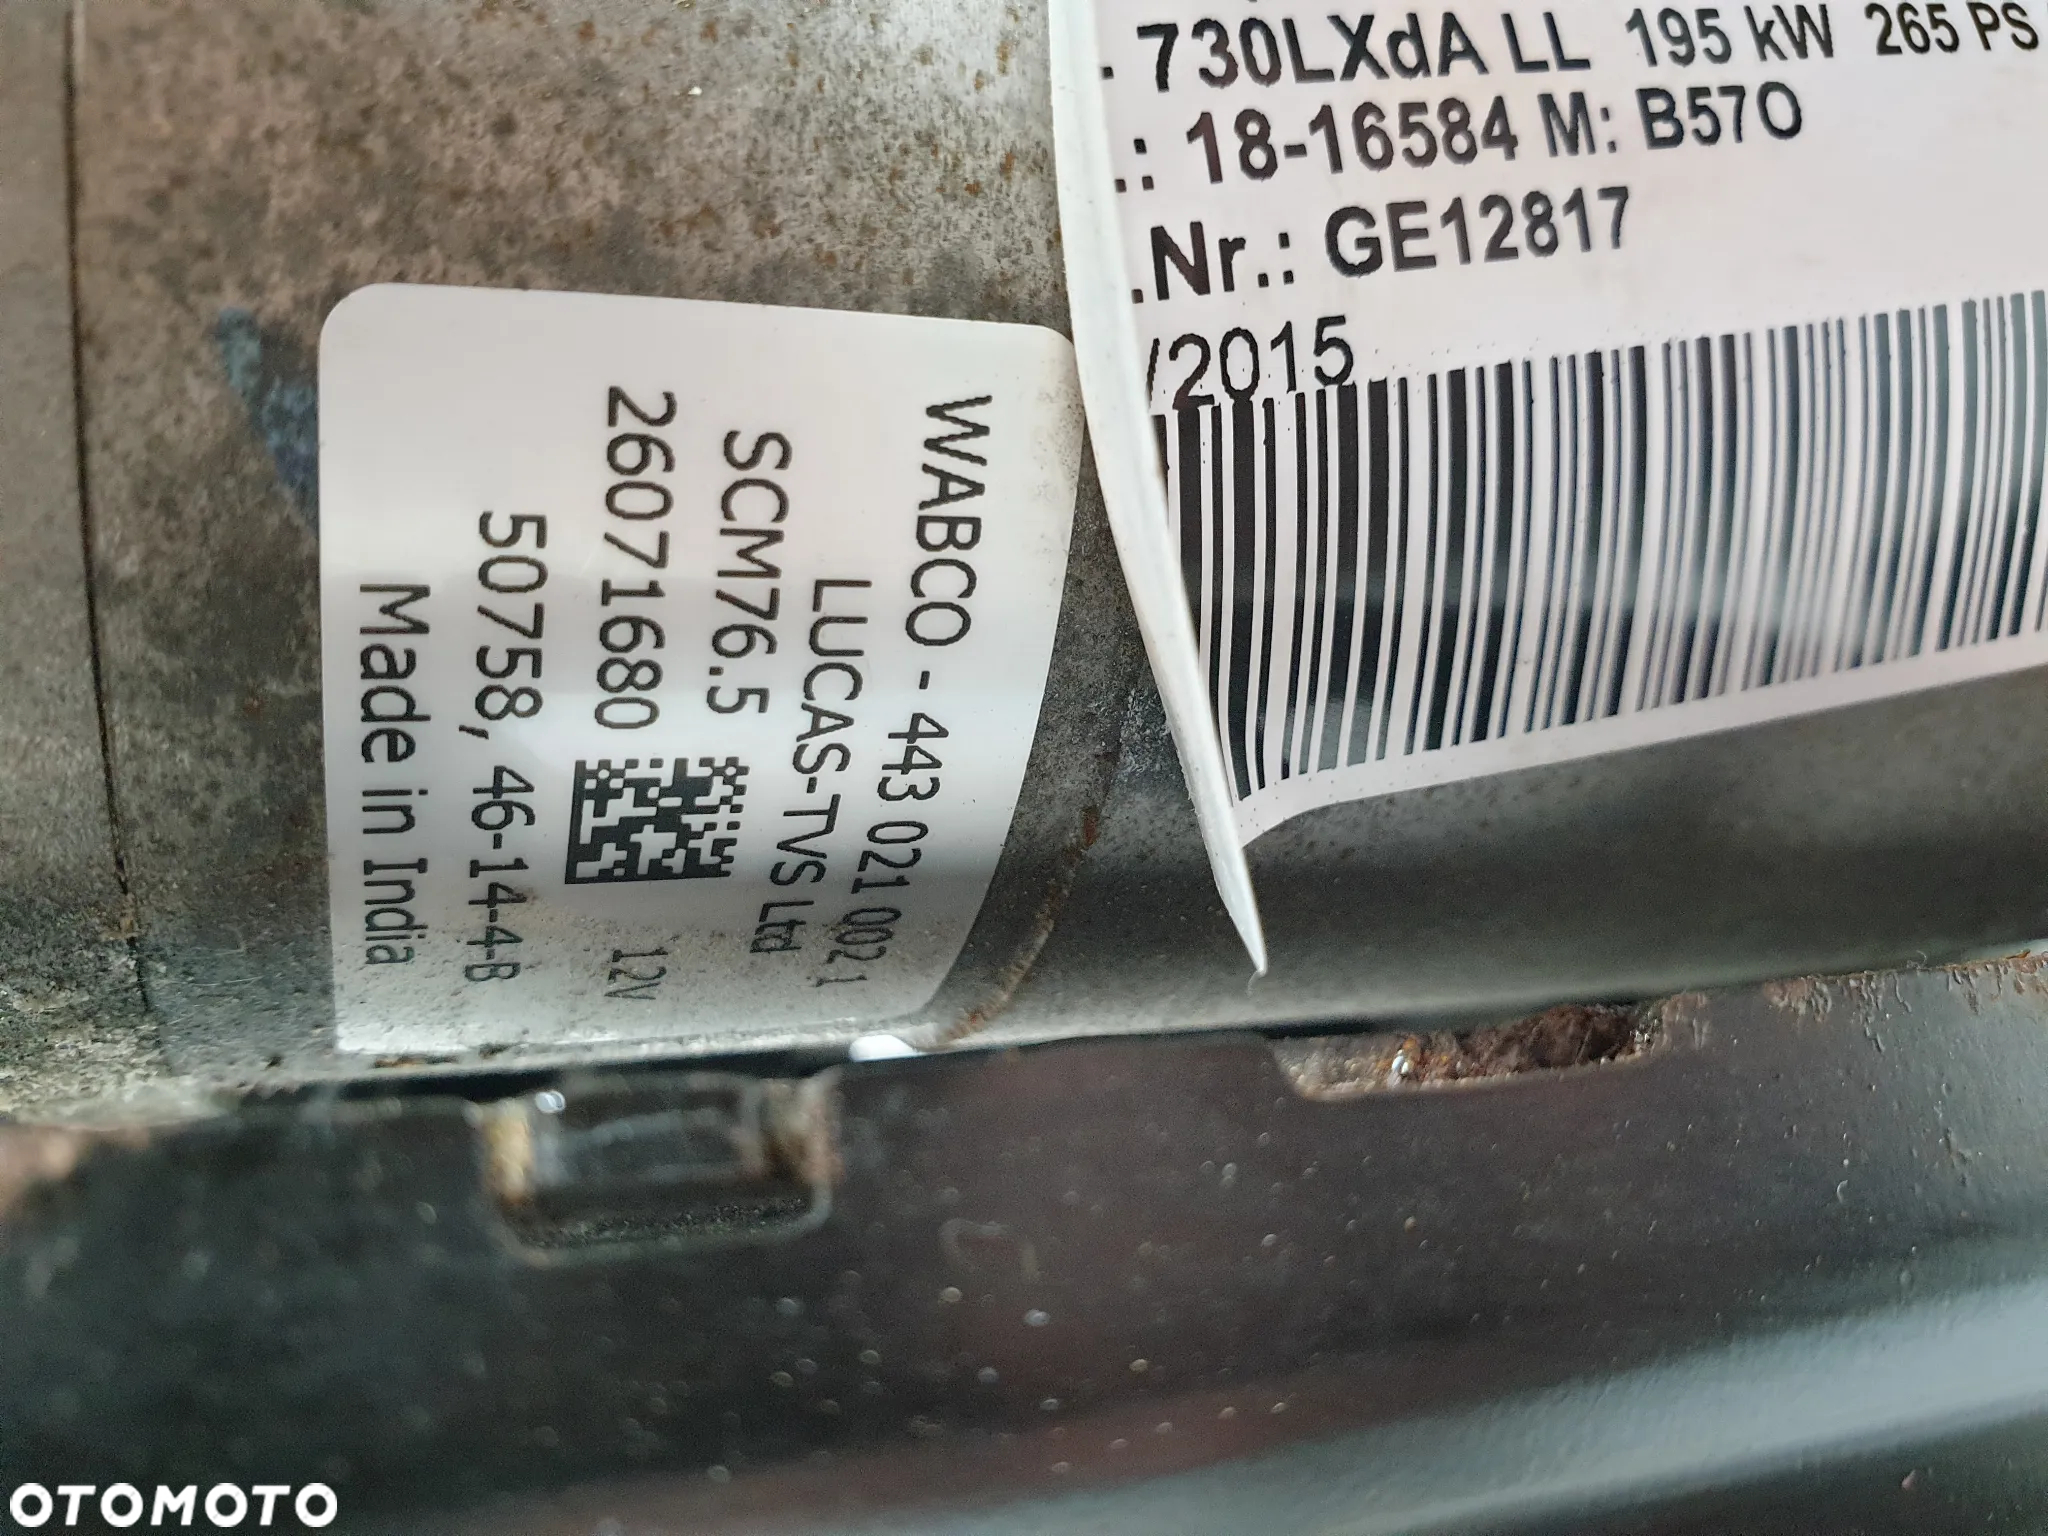 730LXdA LL 195 kW 265 PS
.: 18-16584 M: B57O
.Nr.: GE12817
/2015
WABCO - 443 021 002 1
LUCAS-TVS Ltd
SCM76.5
26071680 12V
50758, 46-14-4-B
Made in India
OTOMOTO